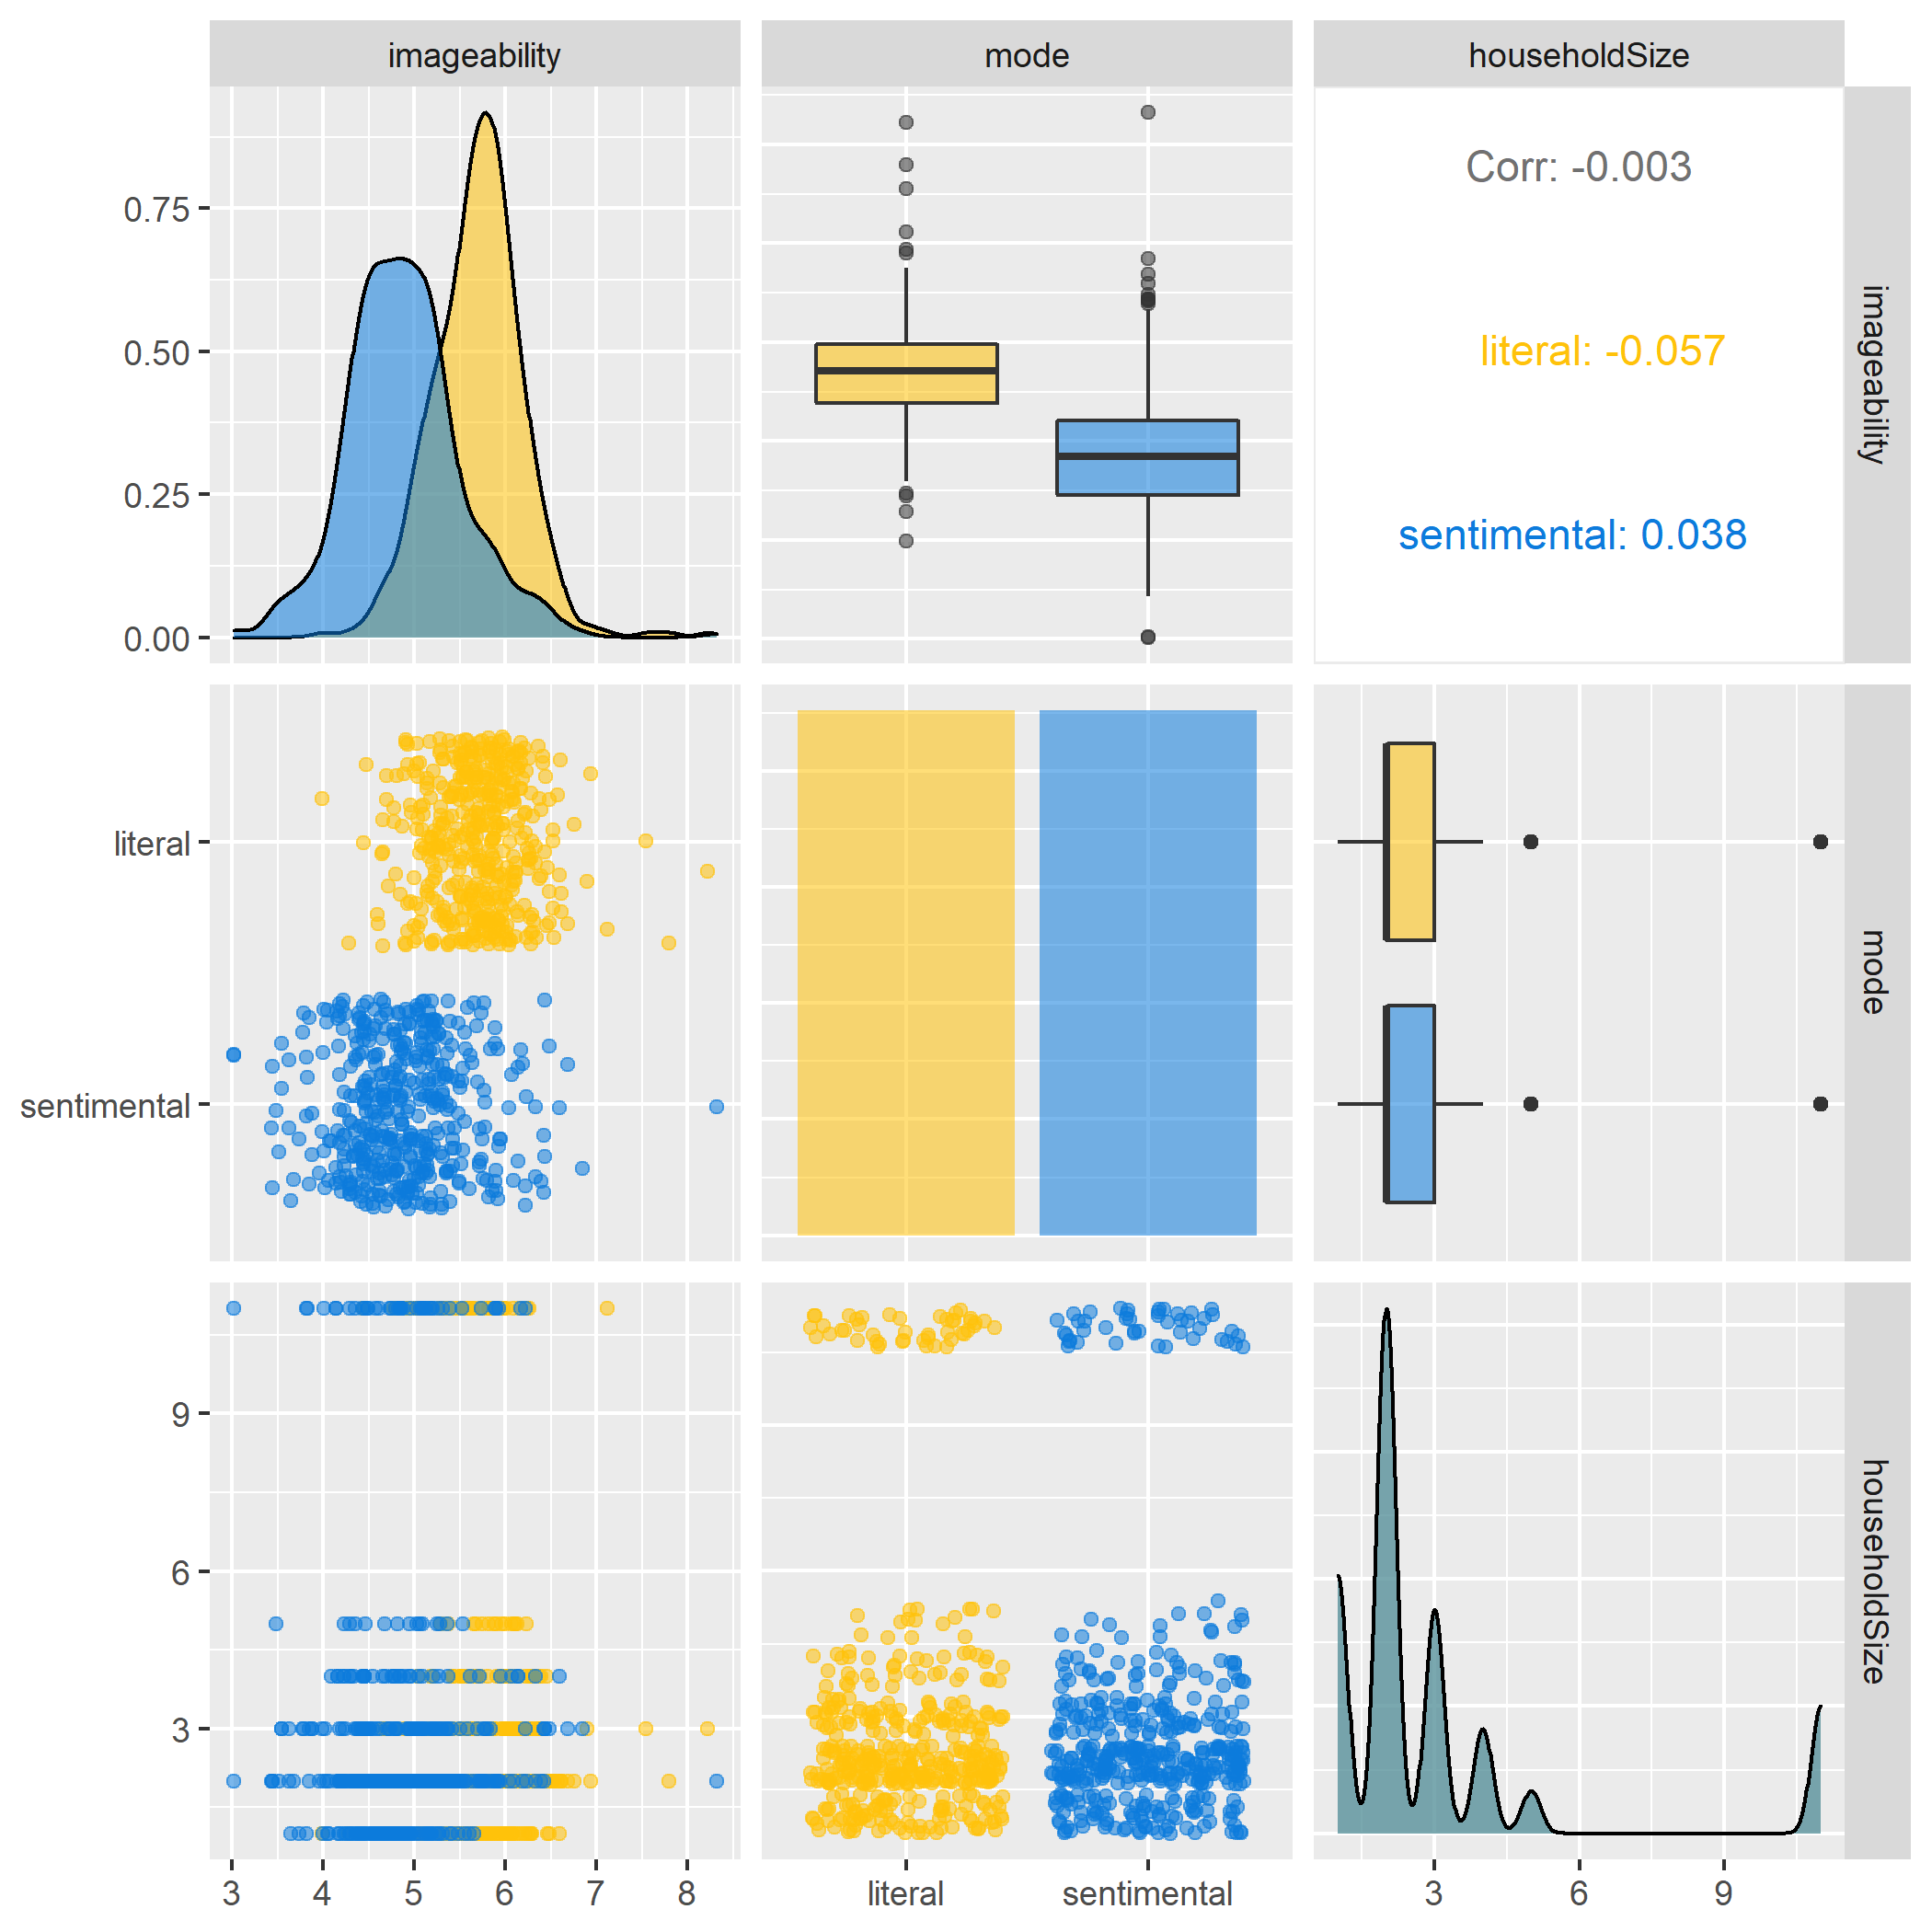 imageability
mode
householdSize
0.75
0.50
0.25
0.00
Corr: -0.003
literal: -0.057
sentimental: 0.038
imageability
literal
sentimental
mode
9
6
3
householdSize
3 4 5 6 7 8
literal sentimental
3 6 9